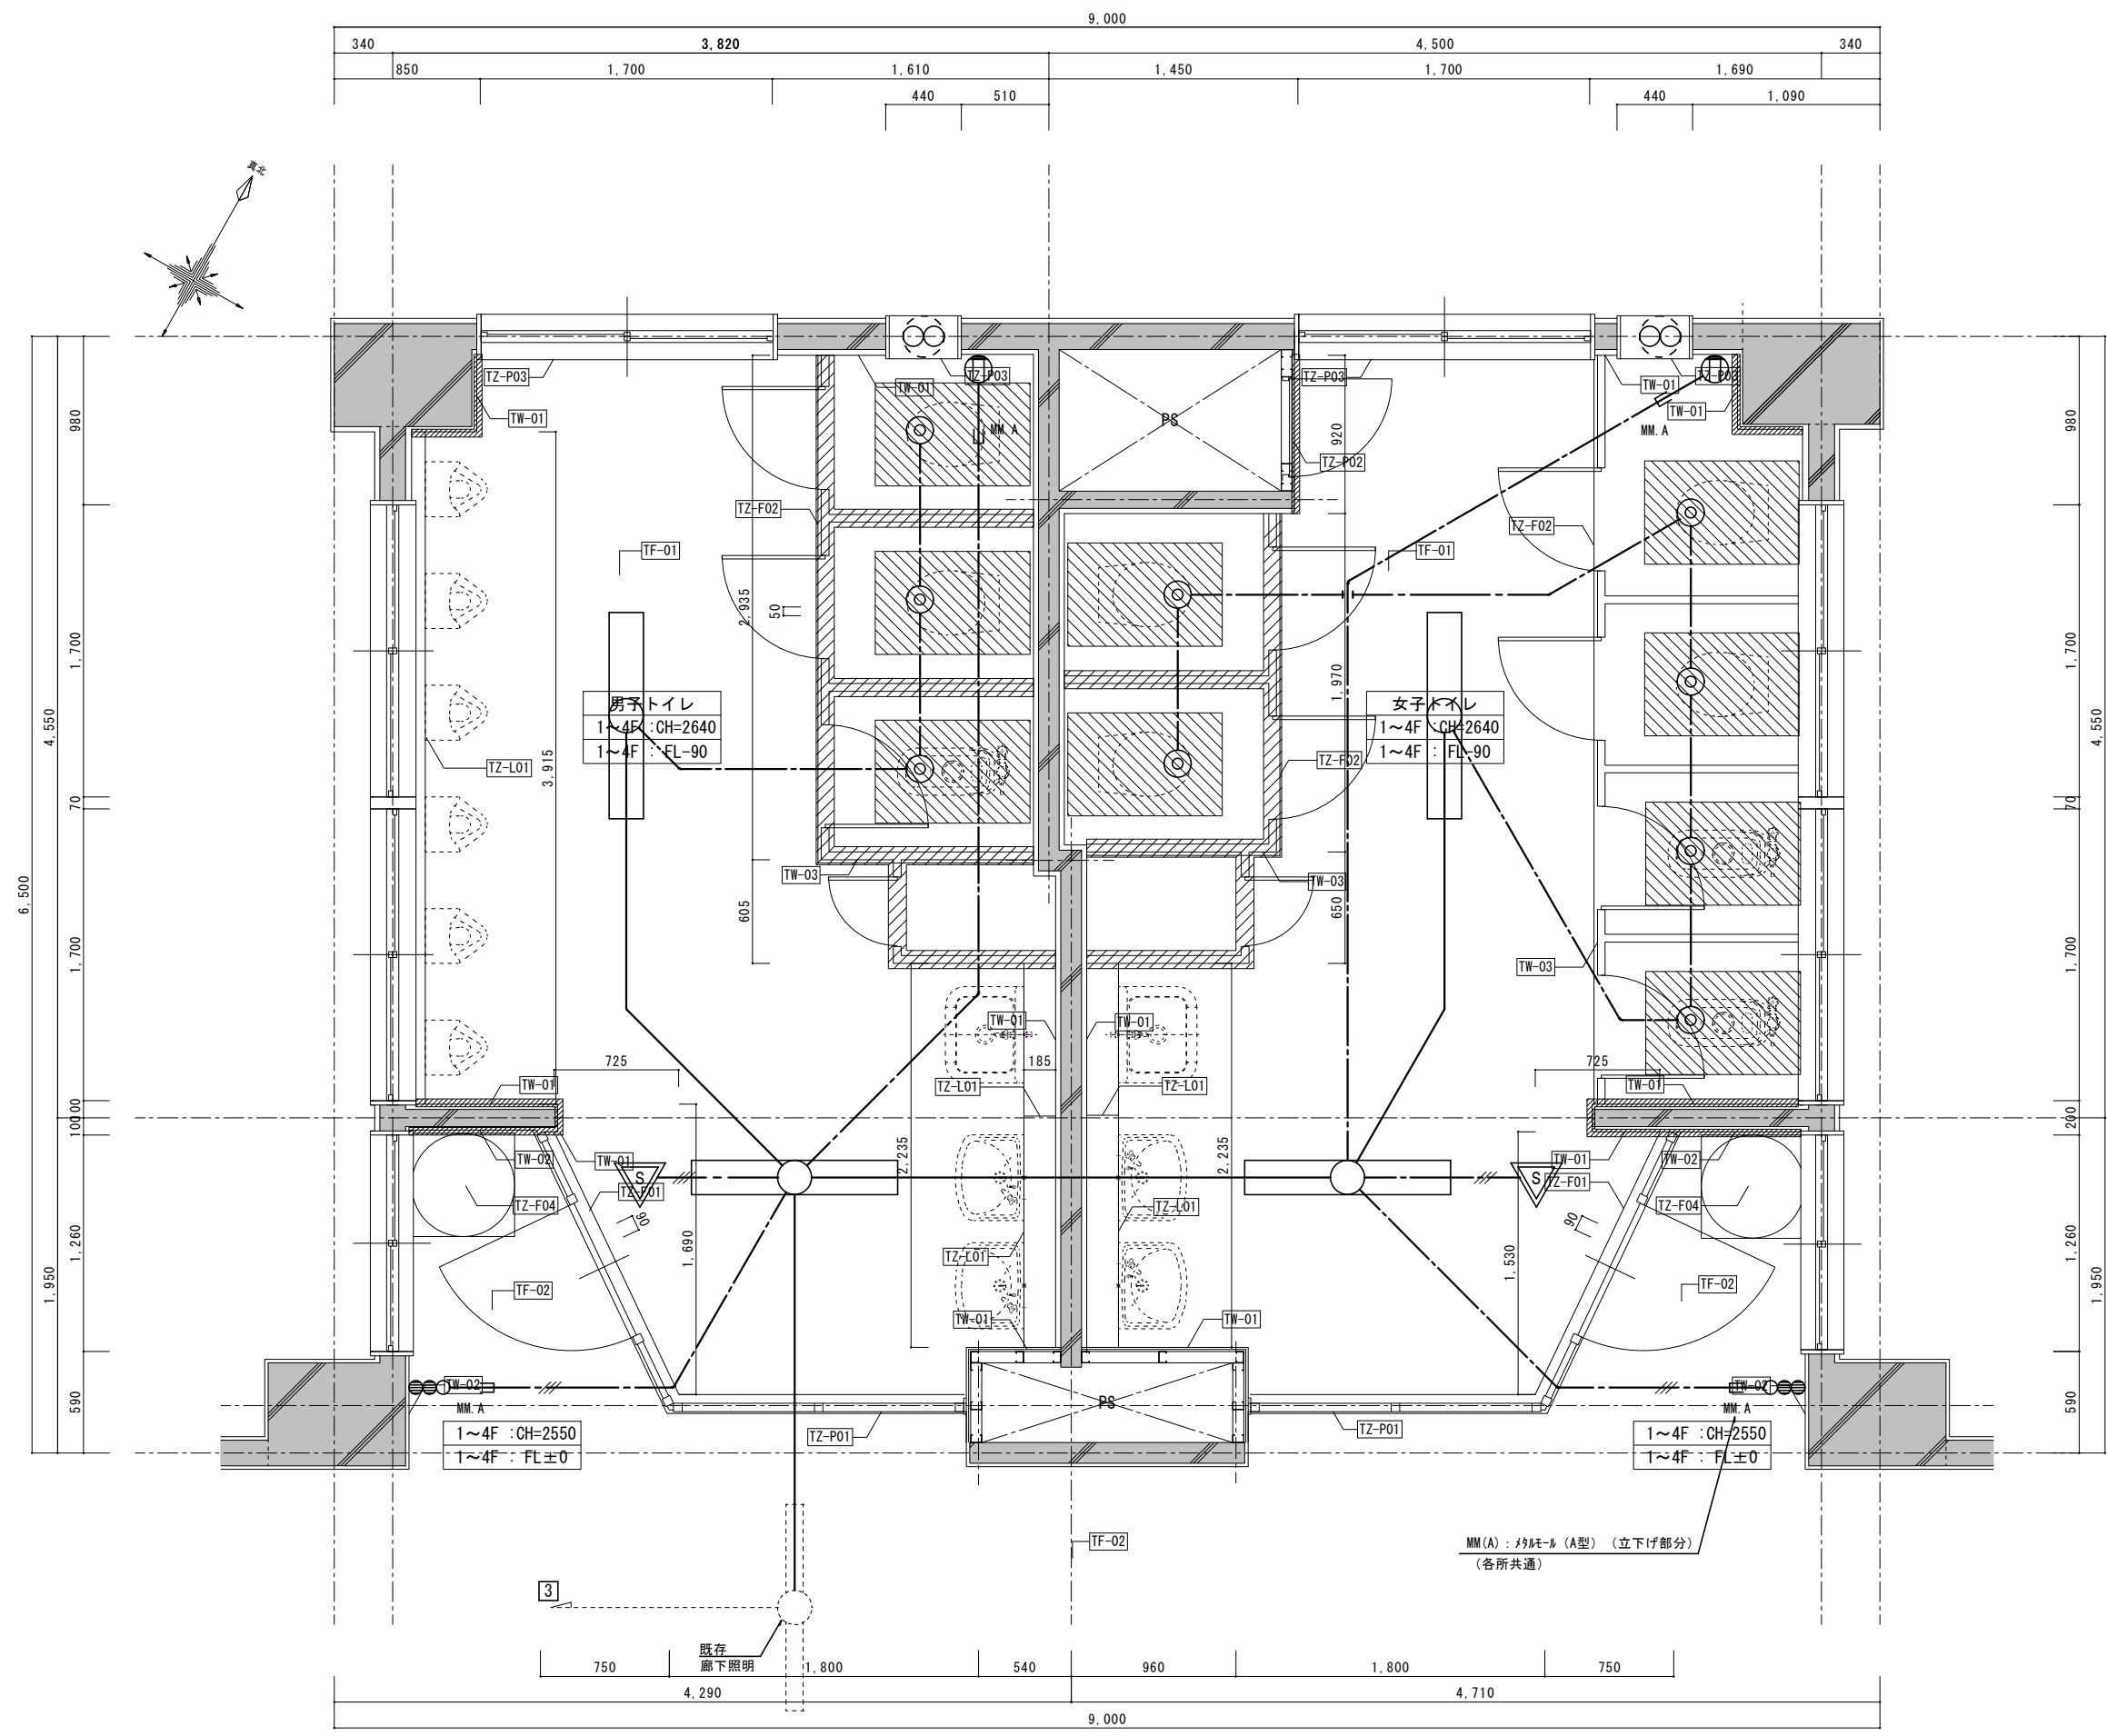 9,000
340 3,820 4,500 340
850 1,700 1,610 1,450 1,700 1,690
440 510 440 1,090
真北
TZ-P03 TW-01 TZ-P03 TZ-P03 TW-01 TZ-P03
TW-01 TW-01
980 MM.A PS 920 MM.A 980
TZ-P02
TZ-F02 TZ-F02
TF-01 TF-01
2,935 50
1,700 1,970 1,700
男子トイレ
1～4F :CH=2640
1～4F : FL-90
女子トイレ
1～4F :CH=2640
1～4F : FL-90
4,550 TZ-L01 3,915 TZ-F02 4,550
70 70
TW-03 TW-03
6,500 605 650
1,700 TW-03 1,700
TW-01 TW-01
725 185 725
TW-01 TZ-L01 TZ-L01 TW-01
200
TW-02 TW-01 2,235 2,235 TW-01 TW-02
S S
TZ-F04 TZ-F01 TZ-L01 TZ-F01 TZ-F04
90 90
1,260 1,690 TZ-L01 1,530 1,260
1,950 1,950
TF-02 TF-02
TW-01 TW-01
590 TW-02 TW-02 590
MM.A PS MM.A
1～4F :CH=2550
1～4F : FL±0
TZ-P01 TZ-P01
1～4F :CH=2550
1～4F : FL±0
TF-02
MM(A)：ﾒﾀﾙﾓｰﾙ（A型）（立下げ部分）
（各所共通）
3
既存
廊下照明
750 1,800 540 960 1,800 750
4,290 4,710
9,000